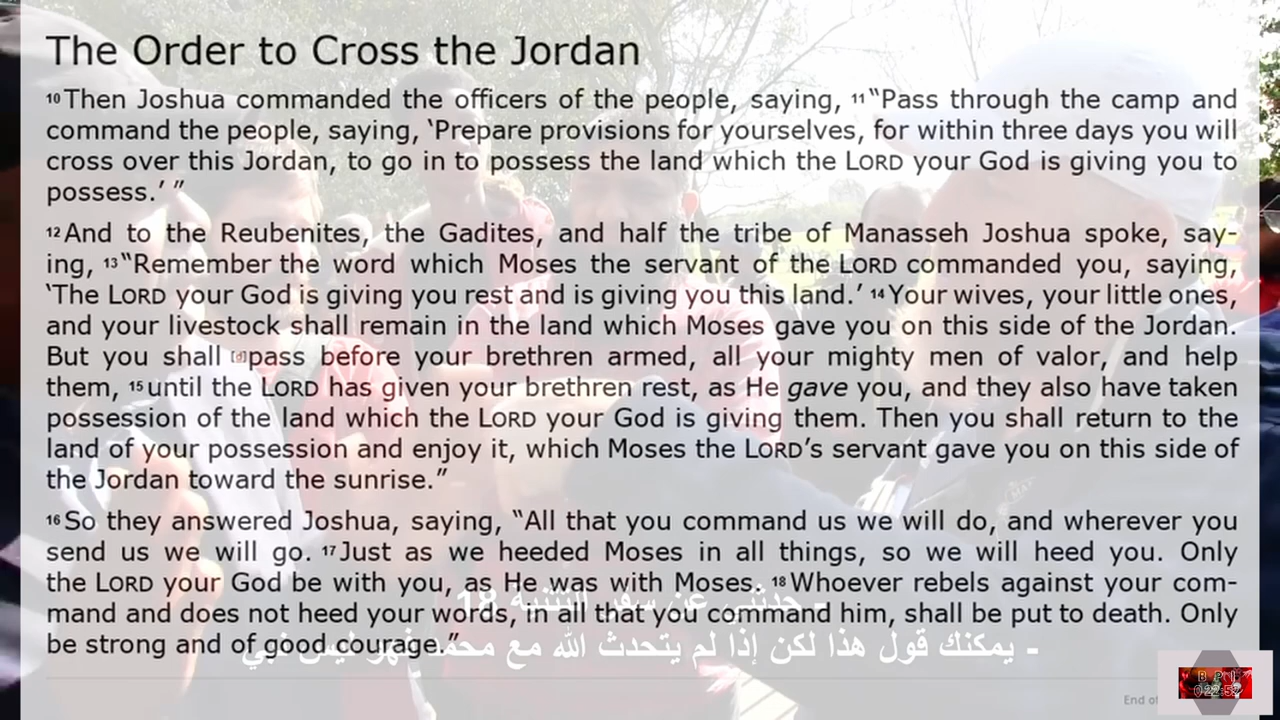 The Order to Cross the Jordan
10 Then Joshua commanded the officers of the people, saying, 11 “Pass through the camp and
command the people, saying, ‘Prepare provisions for yourselves, for within three days you will
cross over this Jordan, to go in to possess the land which the LORD your God is giving you to
possess.’ ”
12 And to the Reubenites, the Gadites, and half the tribe of Manasseh Joshua spoke, say-
ing, 13 “Remember the word which Moses the servant of the LORD commanded you, saying,
‘The LORD your God is giving you rest and is giving you this land.’ 14 Your wives, your little ones,
and your livestock shall remain in the land which Moses gave you on this side of the Jordan.
But you shall [d]pass before your brethren armed, all your mighty men of valor, and help
them, 15 until the LORD has given your brethren rest, as He gave you, and they also have taken
possession of the land which the LORD your God is giving them. Then you shall return to the
land of your possession and enjoy it, which Moses the LORD’s servant gave you on this side of
the Jordan toward the sunrise.”
16 So they answered Joshua, saying, “All that you command us we will do, and wherever you
send us we will go. 17 Just as we heeded Moses in all things, so we will heed you. Only
the LORD your God be with you, as He was with Moses. 18 Whoever rebels against your com-
mand and does not heed your words, in all that you command him, shall be put to death. Only
be strong and of good courage.”
- حدثني عن سفر التثنية 18
- يمكنك قول هذا لكن إذا لم يتحدث الله مع محمد فهو ليس نبي
End of
B P I
0:22:52